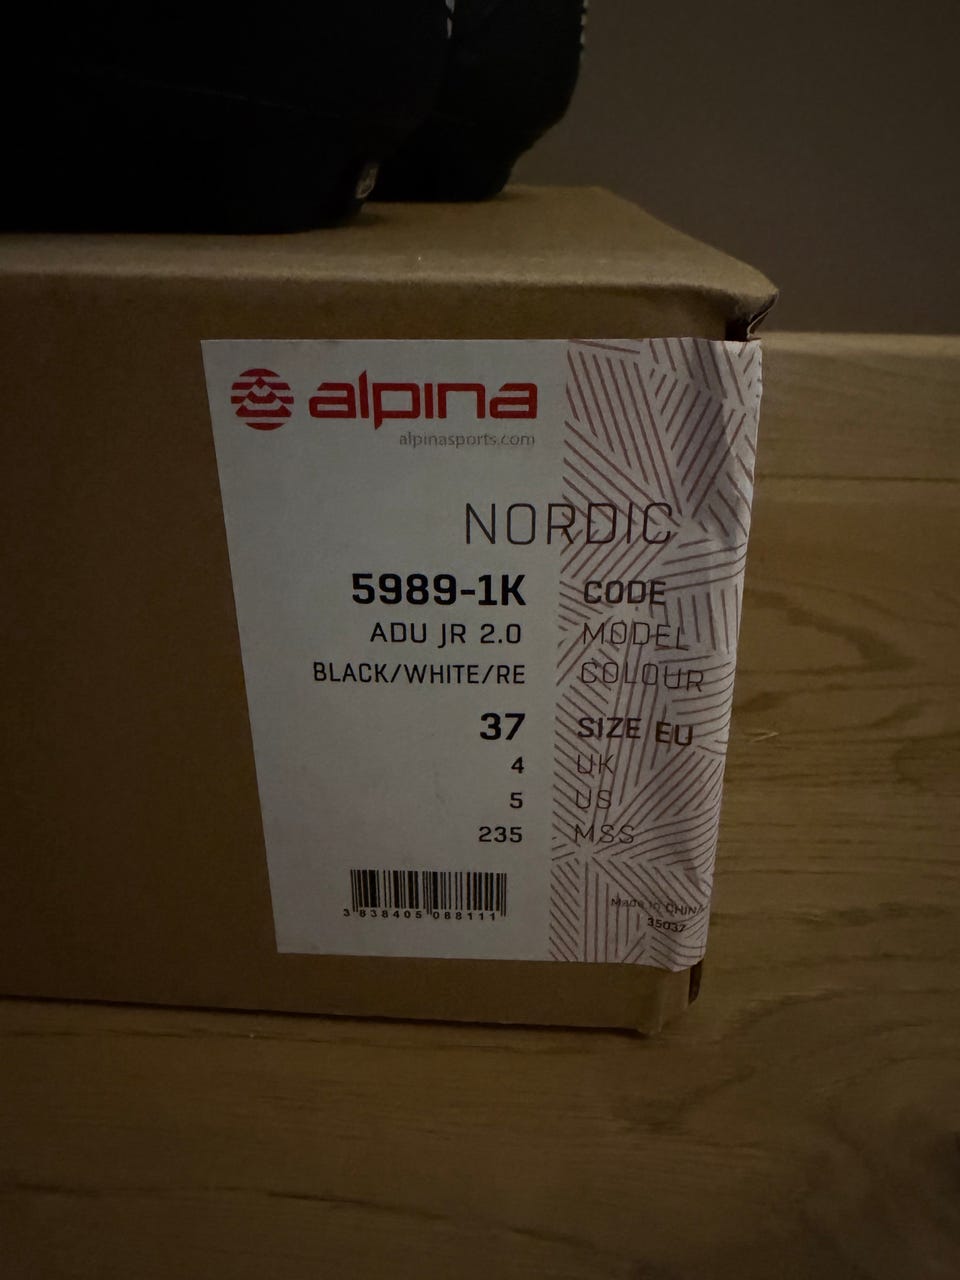 alpina
alpinasports.com
NORDIC
5989-1K CODE
ADU JR 2.0 MODEL
BLACK/WHITE/RE COLOUR
37 SIZE EU
4 UK
5 US
235 MSS
3 838405 088111
Made in CHINA
35037